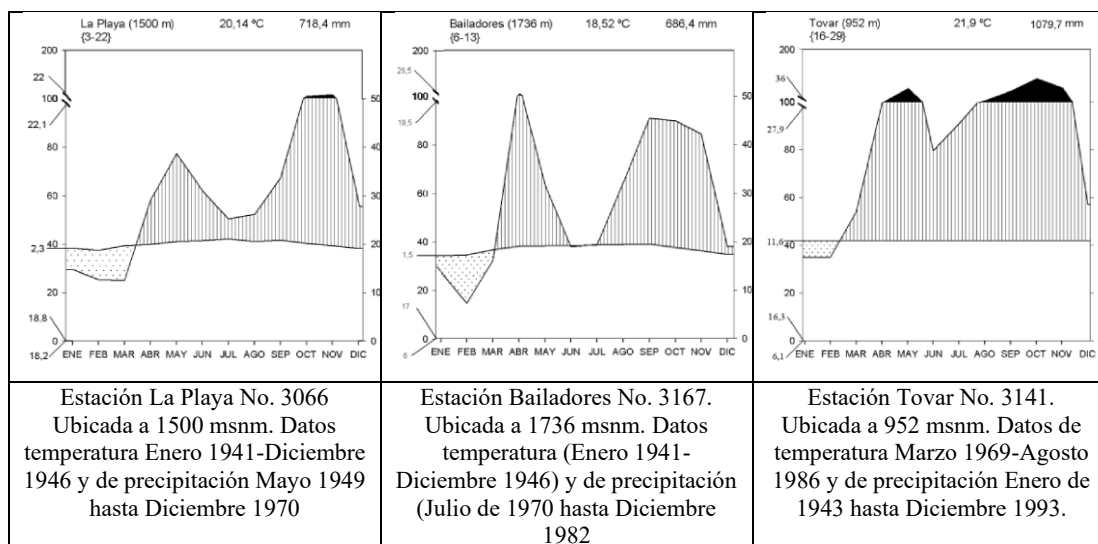 La Playa (1500 m) 20,14 ºC 718,4 mm
{3-22}
200
22
100
22,1
80
60
2,3
40
20
18,8
0
18,2
50
40
30
20
10
0
ENE FEB MAR ABR MAY JUN JUL AGO SEP OCT NOV DIC
Bailadores (1736 m) 18,52 ºC 686,4 mm
{6-13}
200
28,5
100
19,5
80
60
40
1,5
20
17
0
6
50
40
30
20
10
0
ENE FEB MAR ABR MAY JUN JUL AGO SEP OCT NOV DIC
Tovar (952 m) 21,9 ºC 1079,7 mm
{16-29}
200
36
100
27,9
80
60
11,6
40
20
16,3
0
6,1
50
40
30
20
10
0
ENE FEB MAR ABR MAY JUN JUL AGO SEP OCT NOV DIC
Estación La Playa No. 3066
Ubicada a 1500 msnm. Datos
temperatura Enero 1941-Diciembre
1946 y de precipitación Mayo 1949
hasta Diciembre 1970
Estación Bailadores No. 3167.
Ubicada a 1736 msnm. Datos
temperatura (Enero 1941-
Diciembre 1946) y de precipitación
(Julio de 1970 hasta Diciembre
1982
Estación Tovar No. 3141.
Ubicada a 952 msnm. Datos de
temperatura Marzo 1969-Agosto
1986 y de precipitación Enero de
1943 hasta Diciembre 1993.